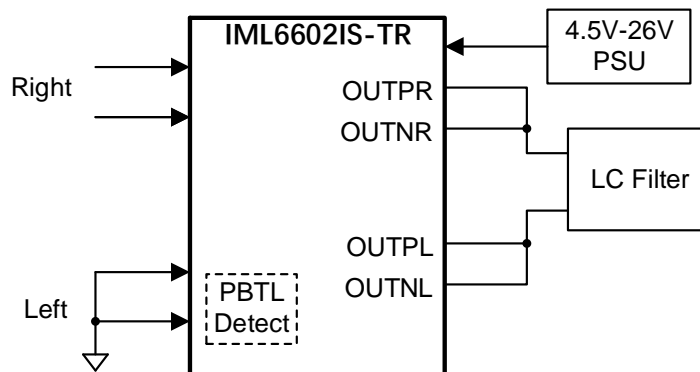 IML6602IS-TR
4.5V-26V
PSU
Right
OUTPR
OUTNR
LC Filter
OUTPL
OUTNL
Left
PBTL
Detect